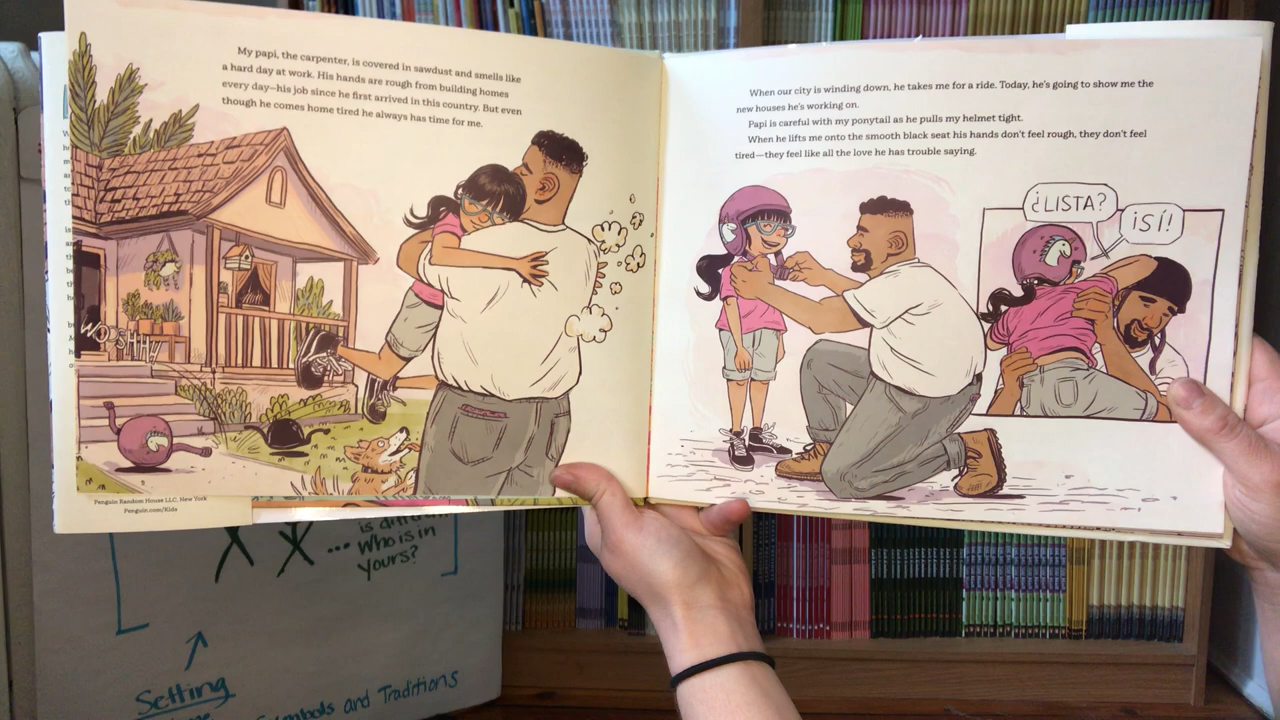 My papi, the carpenter, is covered in sawdust and smells like
a hard day at work. His hands are rough from building homes
every day—his job since he first arrived in this country. But even
though he comes home tired he always has time for me.
WOOSHHH
Penguin Random House LLC, New York
Penguin.com/Kids
When our city is winding down, he takes me for a ride. Today, he's going to show me the
new houses he's working on.
Papi is careful with my ponytail as he pulls my helmet tight.
When he lifts me onto the smooth black seat his hands don't feel rough, they don't feel
tired—they feel like all the love he has trouble saying.
¿LISTA?
¡SÍ!
is
... Who is in
yours?
Setting
Symbols and Traditions